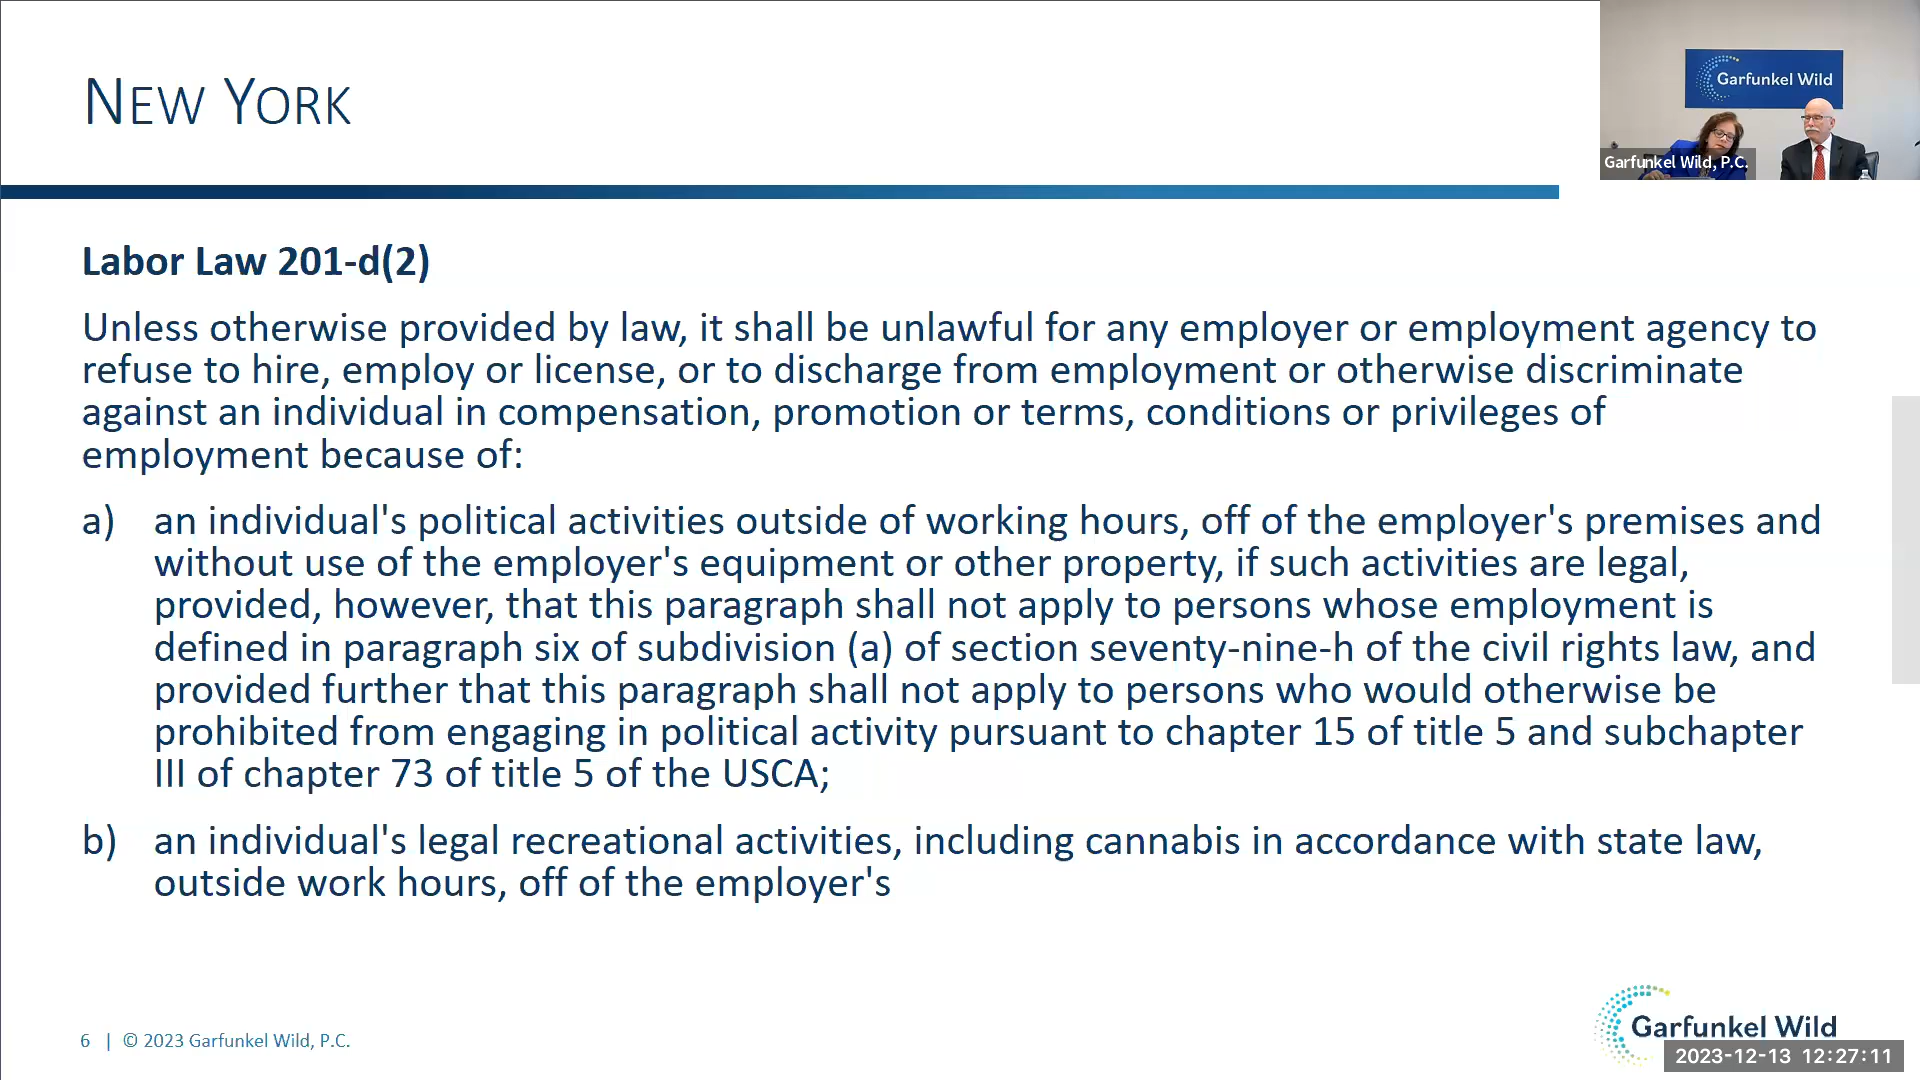 NEW YORK
Garfunkel Wild
Garfunkel Wild, P.C.
Labor Law 201-d(2)
Unless otherwise provided by law, it shall be unlawful for any employer or employment agency to
refuse to hire, employ or license, or to discharge from employment or otherwise discriminate
against an individual in compensation, promotion or terms, conditions or privileges of
employment because of:
a) an individual's political activities outside of working hours, off of the employer's premises and
without use of the employer's equipment or other property, if such activities are legal,
provided, however, that this paragraph shall not apply to persons whose employment is
defined in paragraph six of subdivision (a) of section seventy-nine-h of the civil rights law, and
provided further that this paragraph shall not apply to persons who would otherwise be
prohibited from engaging in political activity pursuant to chapter 15 of title 5 and subchapter
III of chapter 73 of title 5 of the USCA;
b) an individual's legal recreational activities, including cannabis in accordance with state law,
outside work hours, off of the employer's
6 | © 2023 Garfunkel Wild, P.C.
Garfunkel Wild
2023-12-13 12:27:11